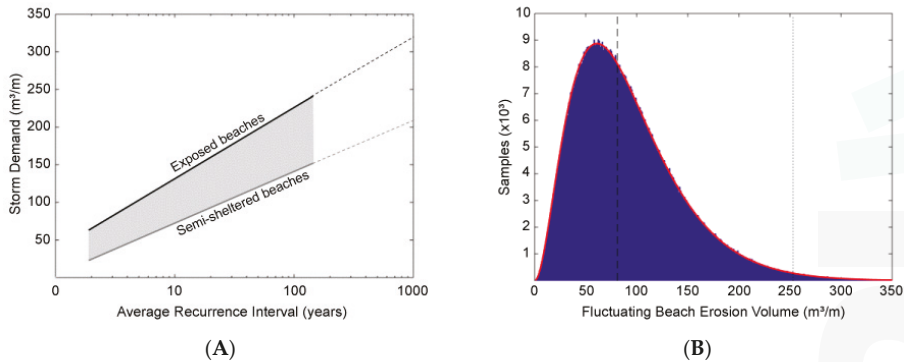 350
300
250
200
150
100
50
Storm Demand (m³/m)
Exposed beaches
Semi-sheltered beaches
0 10 100 1000
Average Recurrence Interval (years)
(A)
10
9
8
7
6
5
4
3
2
1
0
Samples (x10³)
0 50 100 150 200 250 300 350
Fluctuating Beach Erosion Volume (m³/m)
(B)